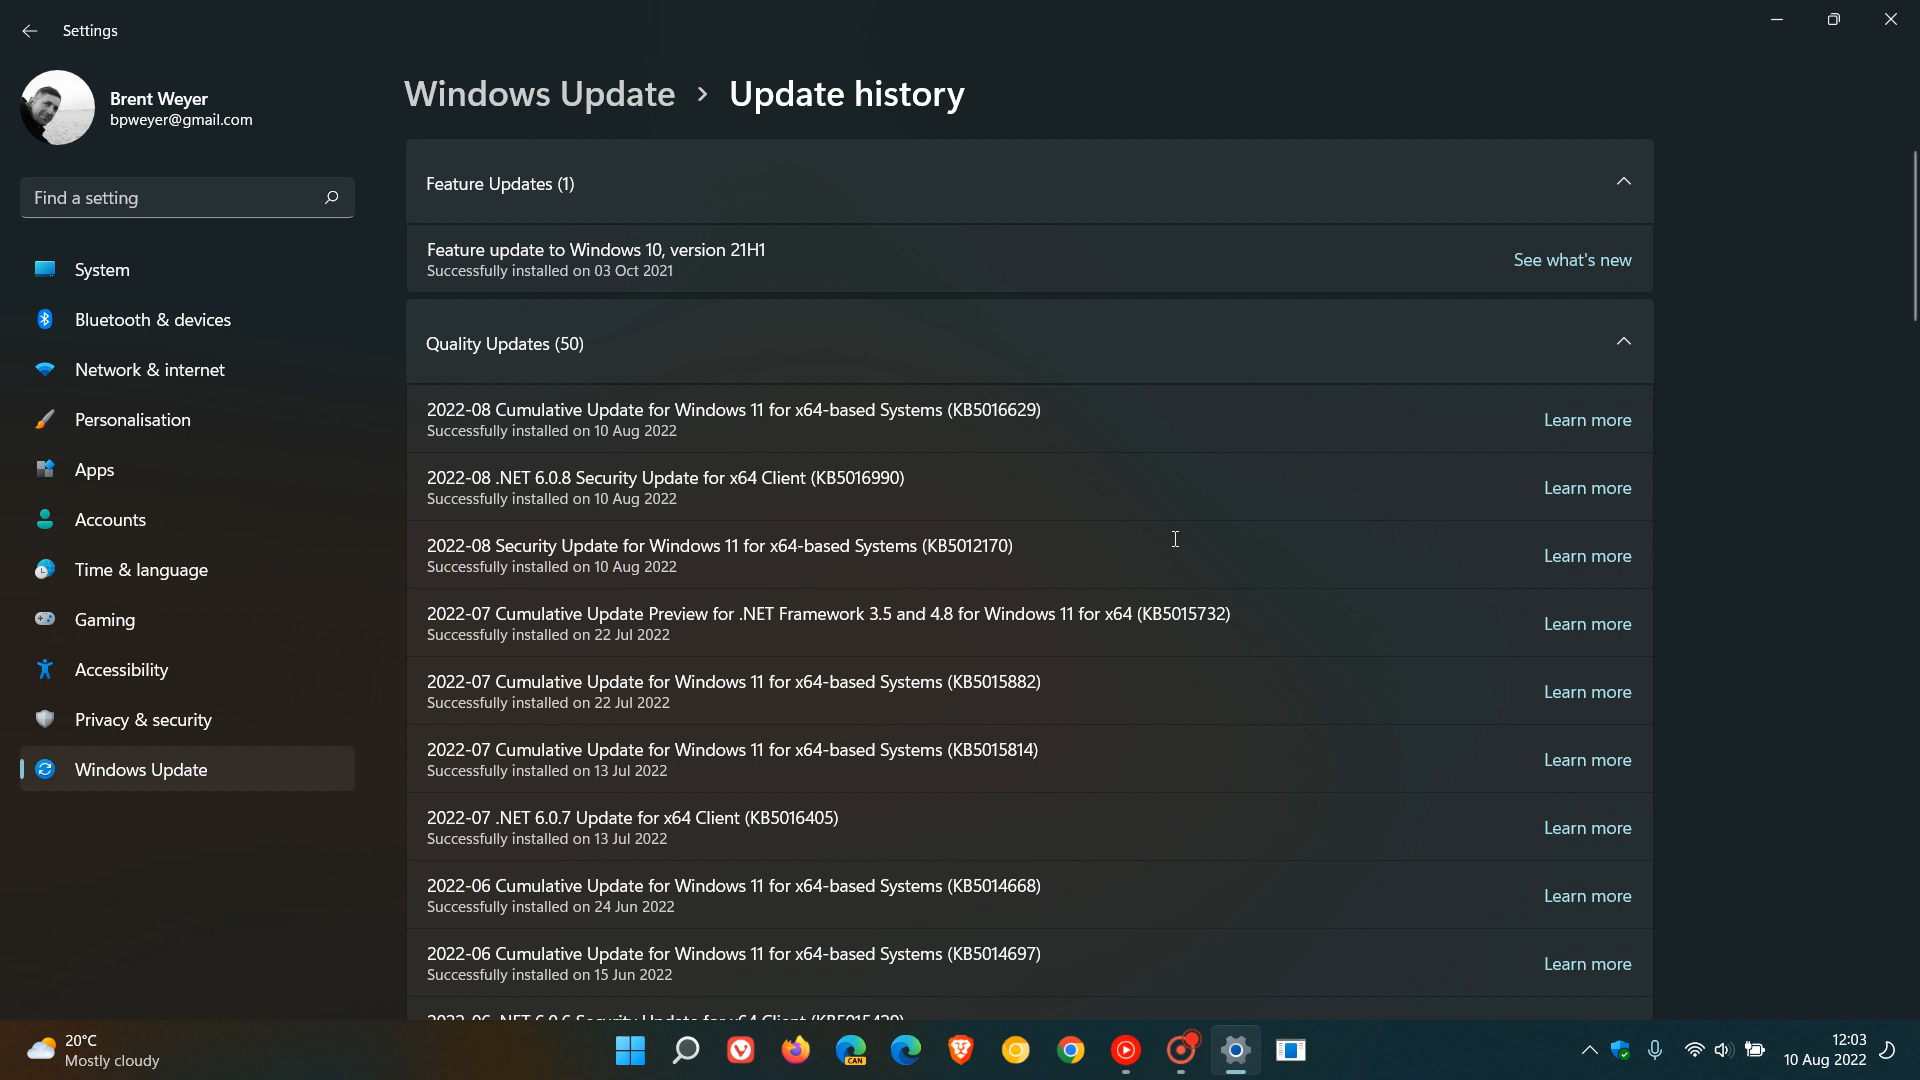 Settings
Brent Weyer
bpweyer@gmail.com
Find a setting
System
Bluetooth & devices
Network & internet
Personalisation
Apps
Accounts
Time & language
Gaming
Accessibility
Privacy & security
Windows Update
Windows Update > Update history
Feature Updates (1)
Feature update to Windows 10, version 21H1
Successfully installed on 03 Oct 2021
See what's new
Quality Updates (50)
2022-08 Cumulative Update for Windows 11 for x64-based Systems (KB5016629)
Successfully installed on 10 Aug 2022
Learn more
2022-08 .NET 6.0.8 Security Update for x64 Client (KB5016990)
Successfully installed on 10 Aug 2022
Learn more
2022-08 Security Update for Windows 11 for x64-based Systems (KB5012170)
Successfully installed on 10 Aug 2022
Learn more
2022-07 Cumulative Update Preview for .NET Framework 3.5 and 4.8 for Windows 11 for x64 (KB5015732)
Successfully installed on 22 Jul 2022
Learn more
2022-07 Cumulative Update for Windows 11 for x64-based Systems (KB5015882)
Successfully installed on 22 Jul 2022
Learn more
2022-07 Cumulative Update for Windows 11 for x64-based Systems (KB5015814)
Successfully installed on 13 Jul 2022
Learn more
2022-07 .NET 6.0.7 Update for x64 Client (KB5016405)
Successfully installed on 13 Jul 2022
Learn more
2022-06 Cumulative Update for Windows 11 for x64-based Systems (KB5014668)
Successfully installed on 24 Jun 2022
Learn more
2022-06 Cumulative Update for Windows 11 for x64-based Systems (KB5014697)
Successfully installed on 15 Jun 2022
Learn more
2022-06 .NET 6.0.6 Security Update for x64 Client
20°C
Mostly cloudy
CAN
12:03
10 Aug 2022